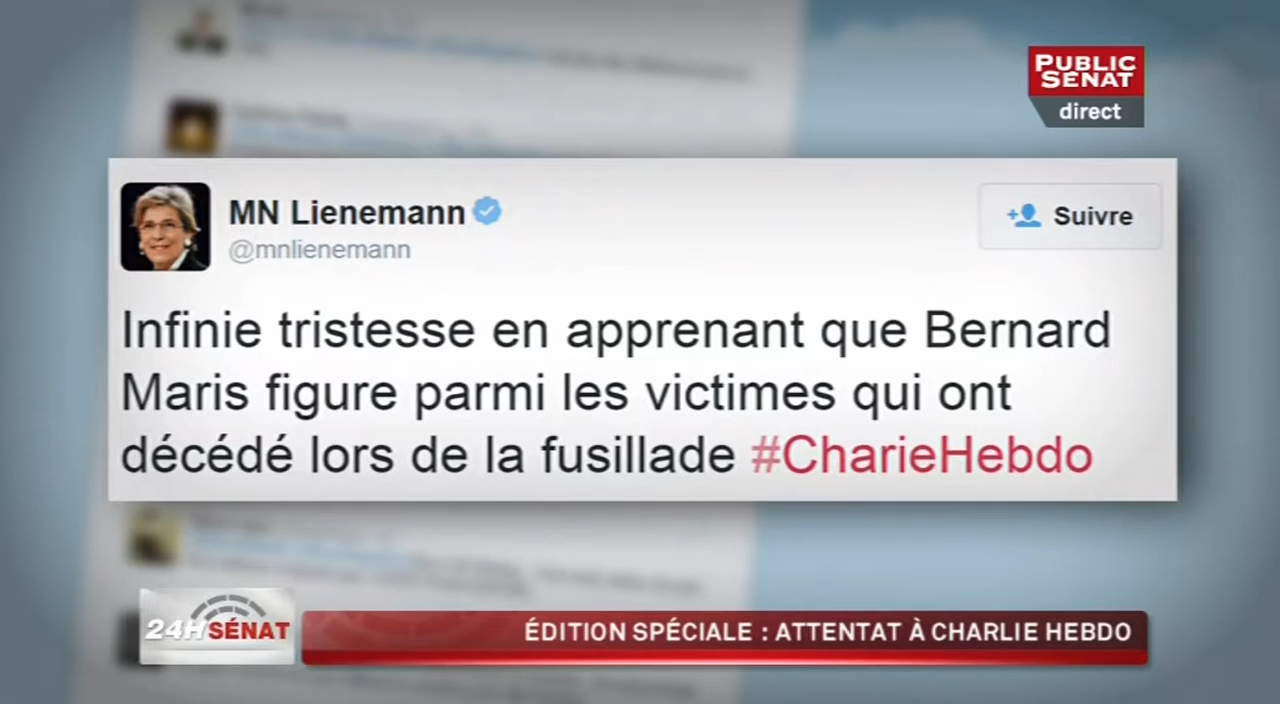 PUBLIC
SÉNAT
direct
MN Lienemann
@mnlienemann
Suivre
Infinie tristesse en apprenant que Bernard
Maris figure parmi les victimes qui ont
décédé lors de la fusillade #CharieHebdo
24H SÉNAT
ÉDITION SPÉCIALE : ATTENTAT À CHARLIE HEBDO